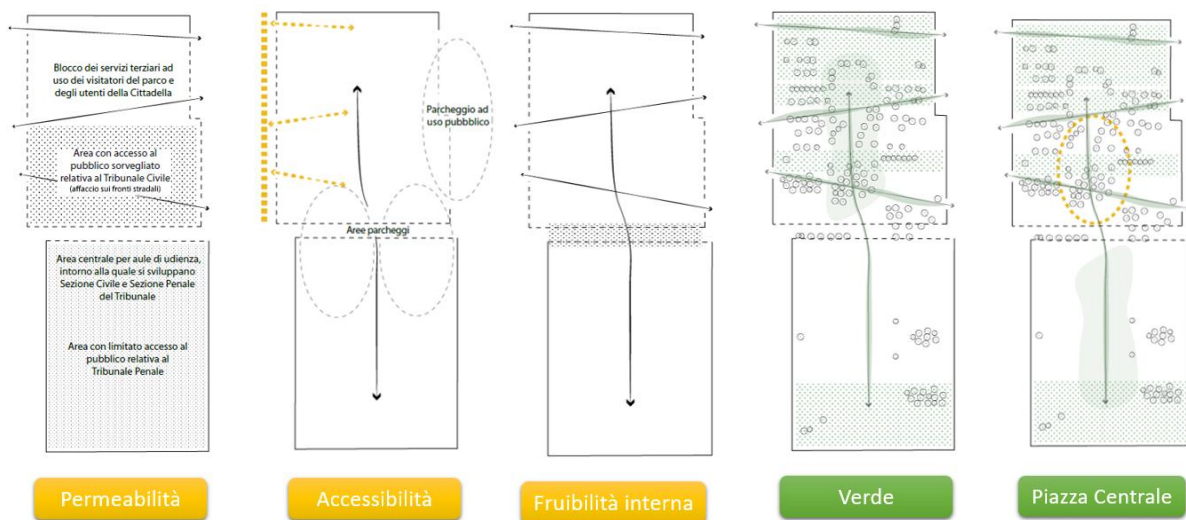 Blocco dei servizi terziari ad
uso dei visitatori del parco e
degli utenti della Cittadella
Area con accesso al
pubblico sorvegliato
relativa al Tribunale Civile
(affaccio sui fronti stradali)
Area centrale per aule di udienza,
intorno alla quale si sviluppano
Sezione Civile e Sezione Penale
del Tribunale
Area con limitato accesso al
pubblico relativa al
Tribunale Penale
Parcheggio ad
uso pubbblico
Aree parcheggi
Permeabilità
Accessibilità
Fruibilità interna
Verde
Piazza Centrale